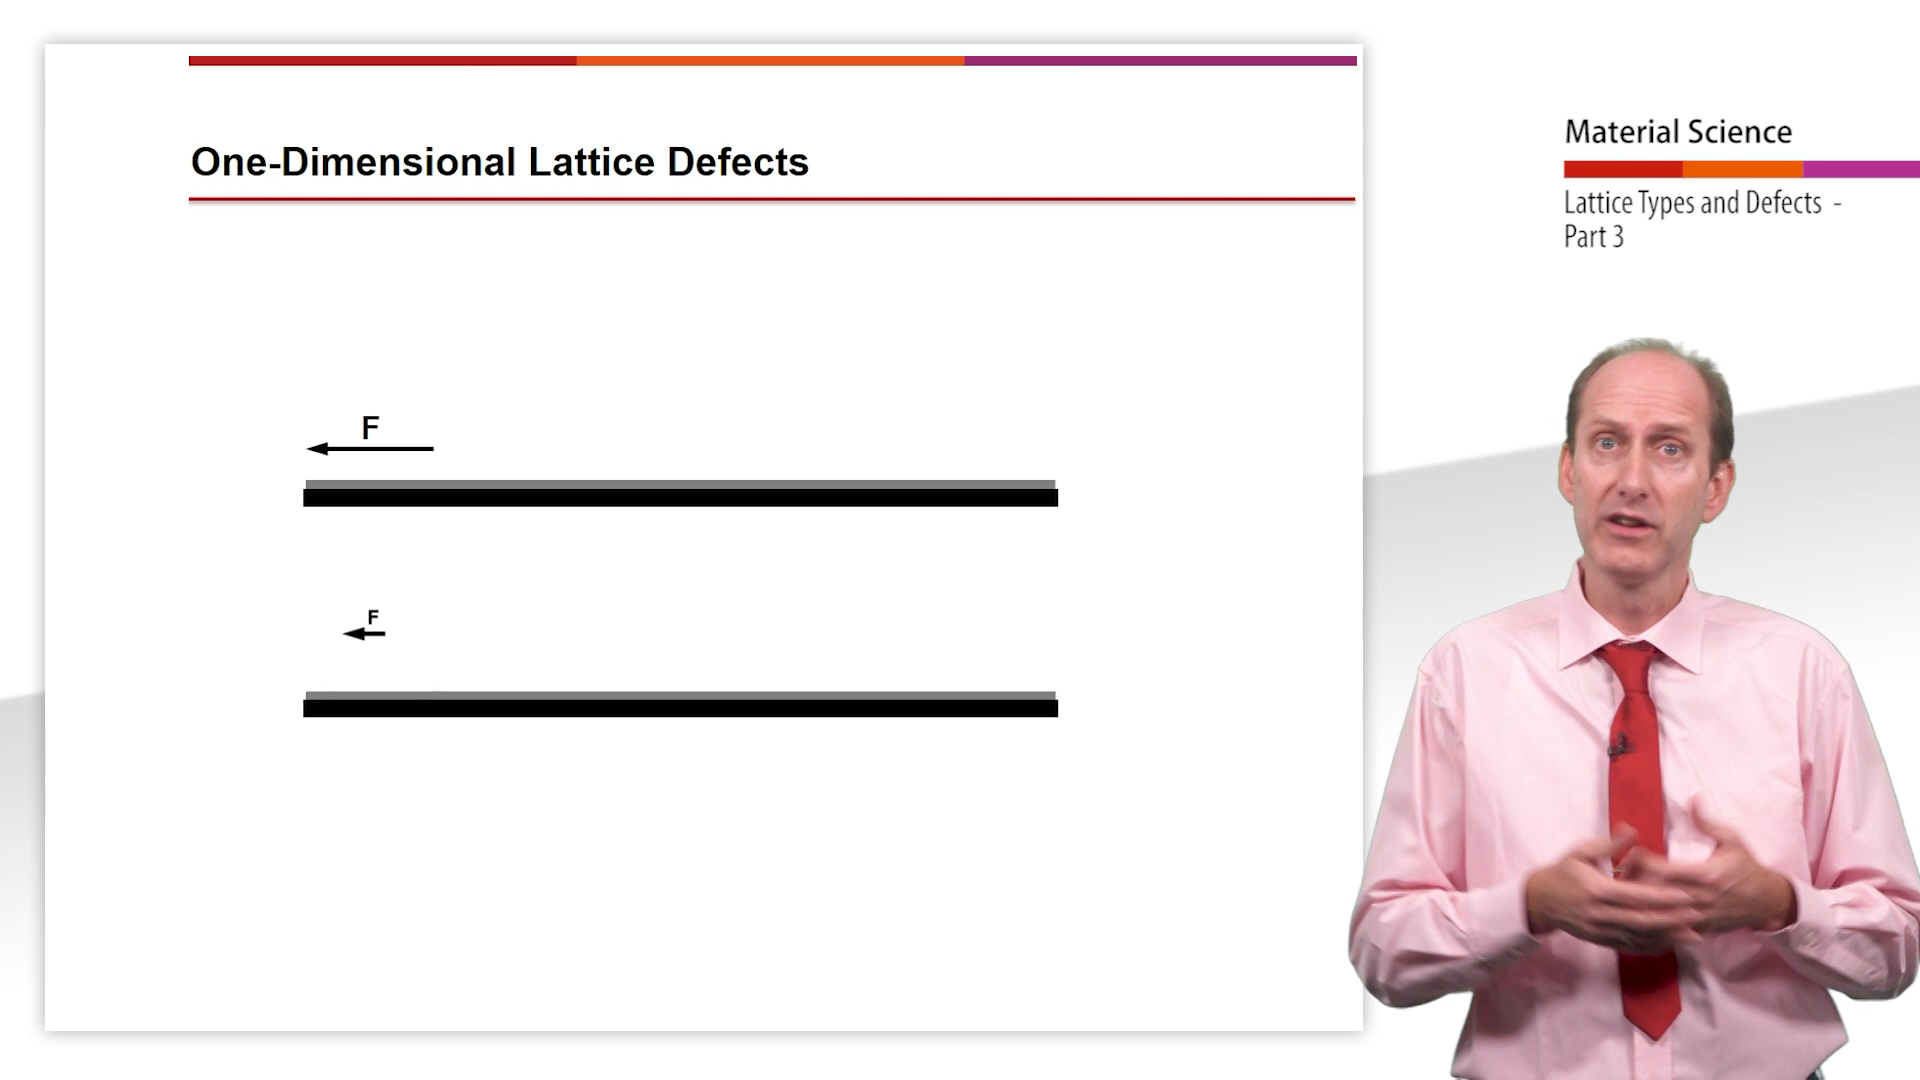 One-Dimensional Lattice Defects
F
F
Material Science
Lattice Types and Defects -
Part 3